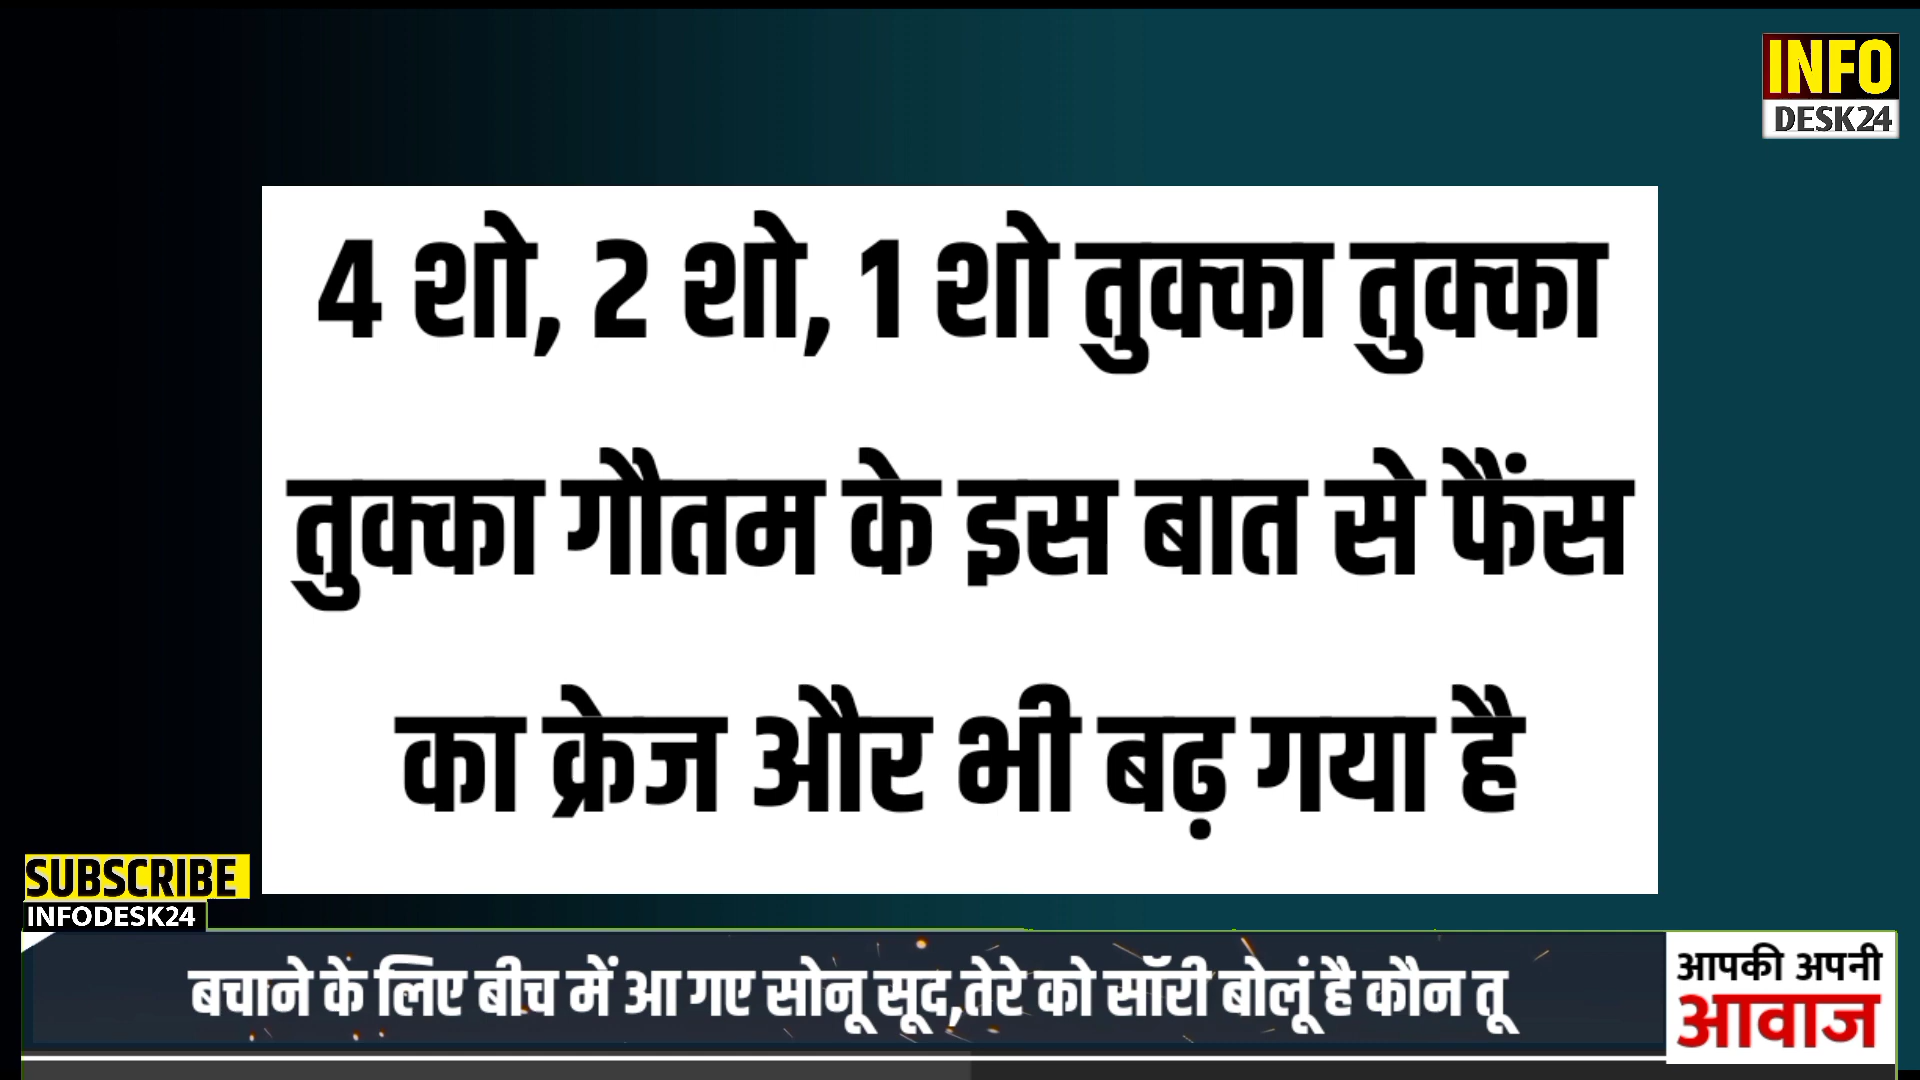 INFO
DESK24
4 शो, 2 शो, 1 शो तुक्का तुक्का
तुक्का गौतम के इस बात से फैंस
का क्रेज और भी बढ़ गया है
SUBSCRIBE
INFODESK24
बचाने के लिए बीच में आ गए सोनू सूद,तेरे को सॉरी बोलूं है कौन तू
आपकी अपनी
आवाज